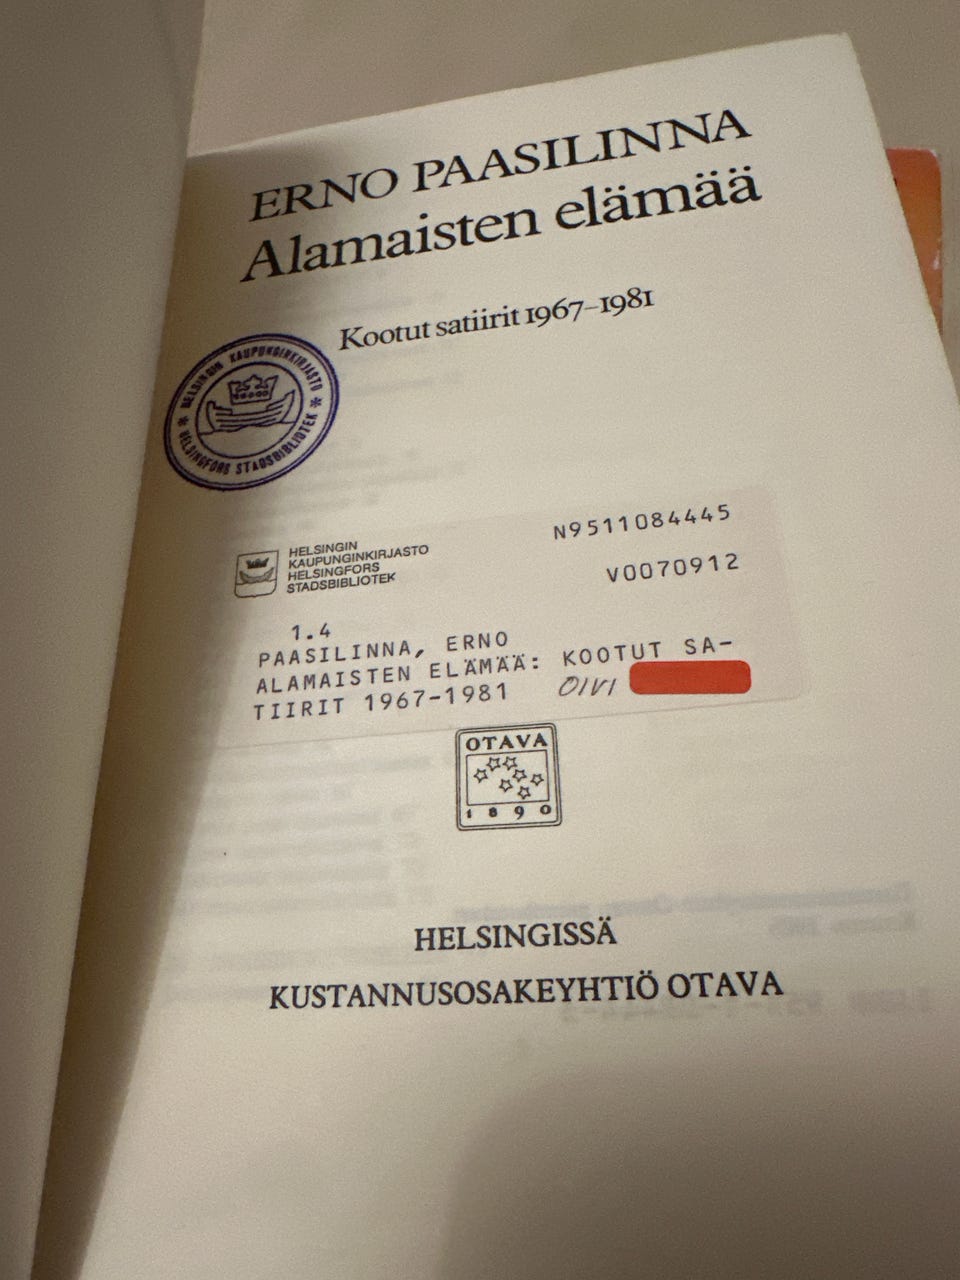 ERNO PAASILINNA
Alamaisten elämää
Kootut satiirit 1967–1981
* HELSINGIN KAUPUNGINKIRJASTO *
HELSINGFORS STADSBIBLIOTEK
HELSINGIN
KAUPUNGINKIRJASTO
HELSINGFORS
STADSBIBLIOTEK
N9511084445
V0070912
1.4
PAASILINNA, ERNO
ALAMAISTEN ELÄMÄÄ: KOOTUT SA-
TIIRIT 1967-1981
OTAVA
1890
HELSINGISSÄ
KUSTANNUSOSAKEYHTIÖ OTAVA